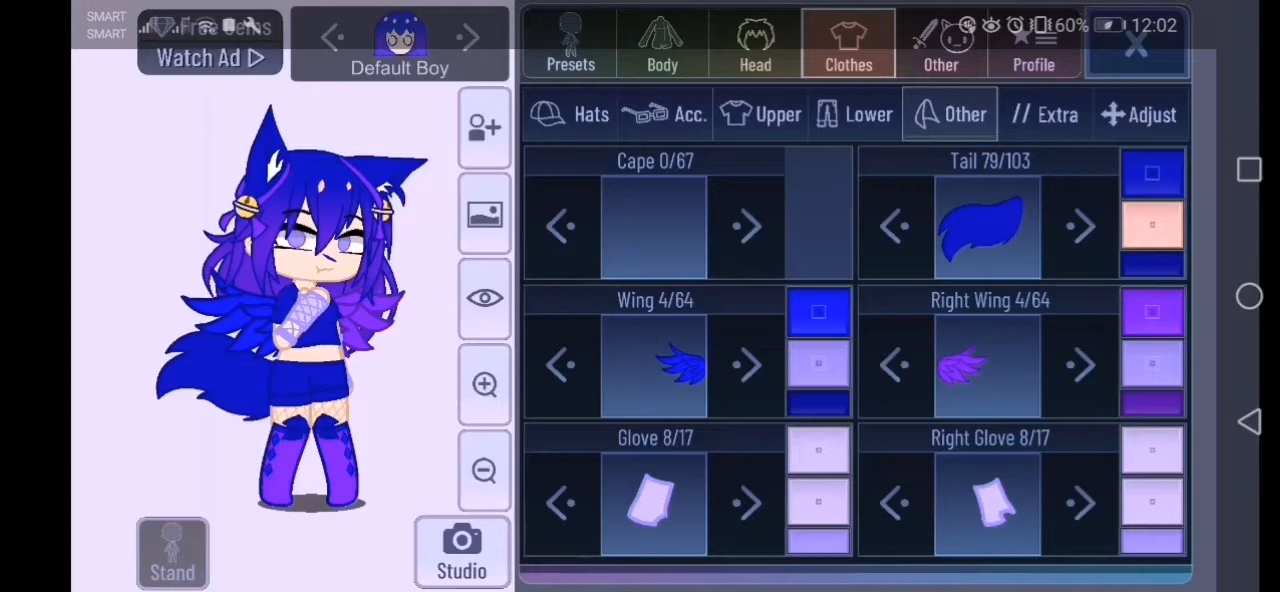 SMART
SMART
60%
12:02
Free Gems
Watch Ad
Default Boy
Presets
Body
Head
Clothes
Other
Profile
Hats
Acc.
Upper
Lower
Other
Extra
Adjust
Cape 0/67
Tail 79/103
Wing 4/64
Right Wing 4/64
Glove 8/17
Right Glove 8/17
Stand
Studio